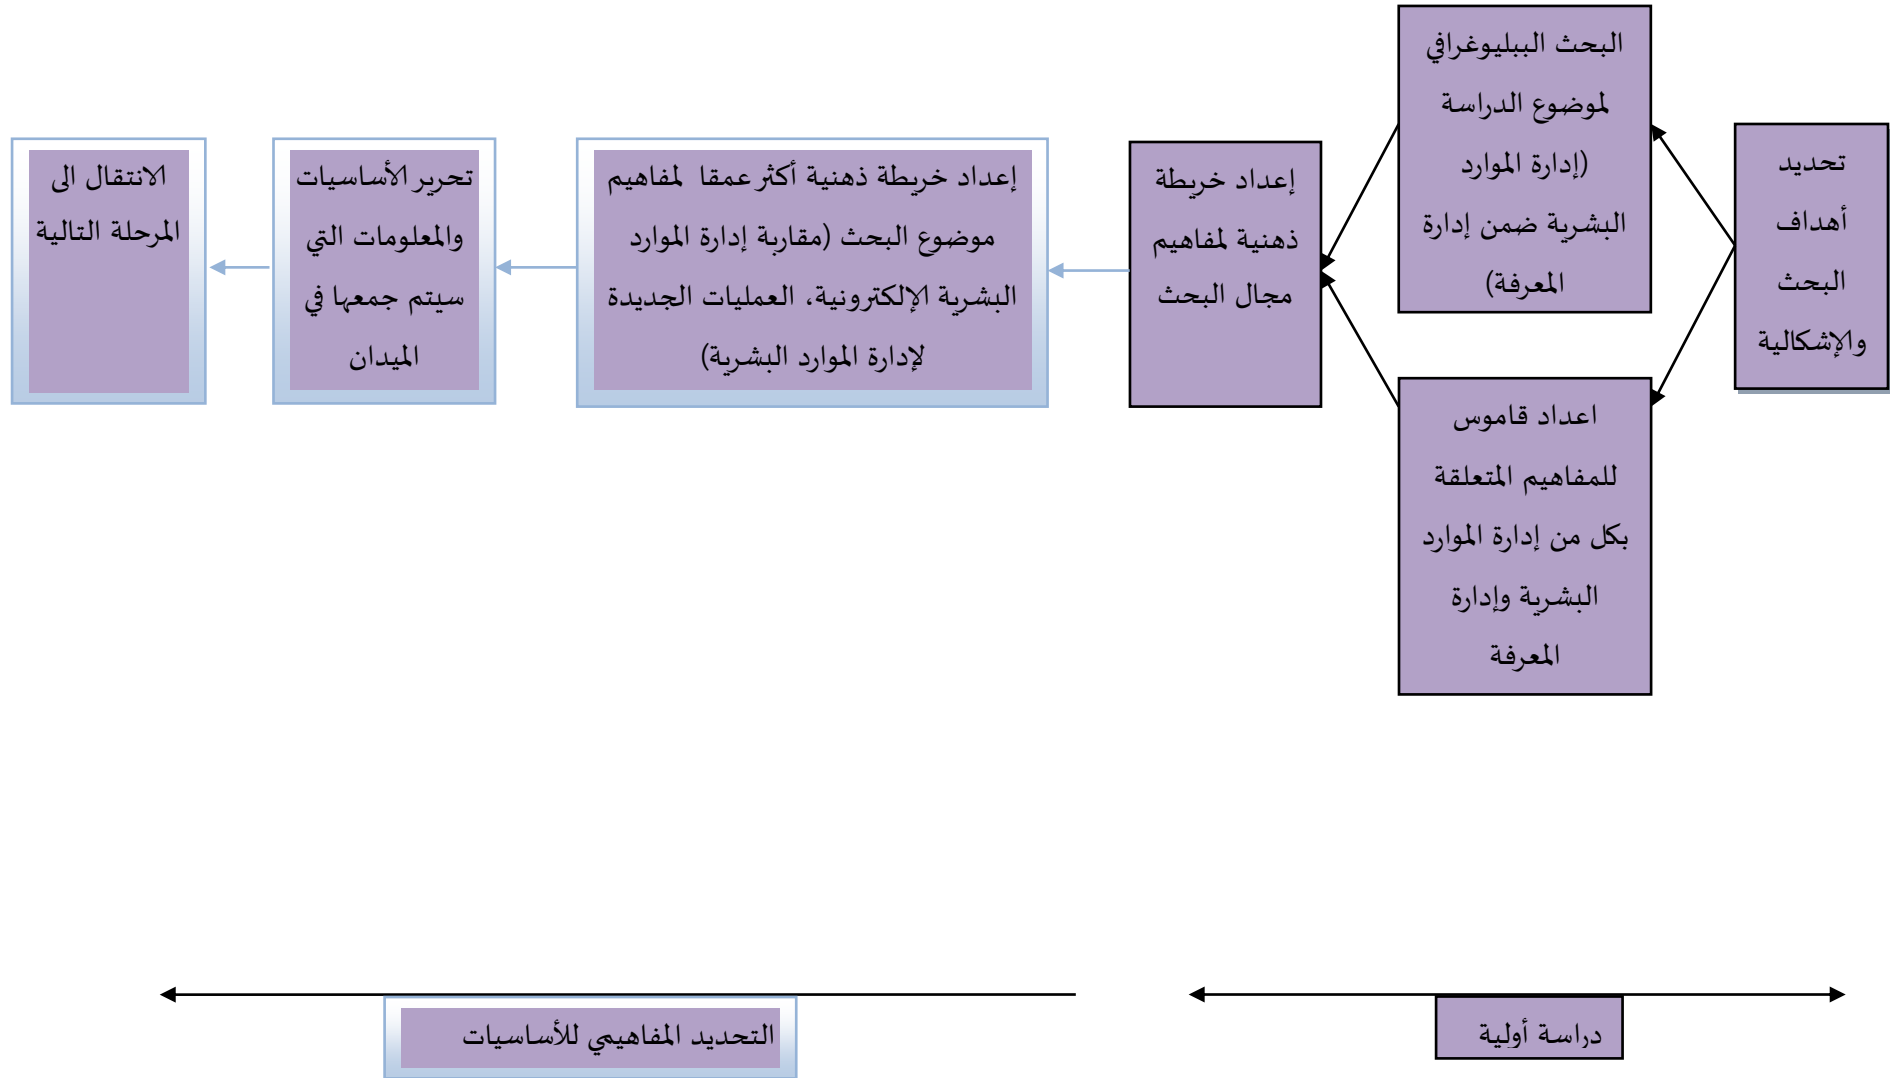 تحديد
أهداف
البحث
والإشكالية
البحث الببليوغرافي
لموضوع الدراسة
(إدارة الموارد
البشرية ضمن إدارة
المعرفة)
اعداد قاموس
للمفاهيم المتعلقة
بكل من إدارة الموارد
البشرية وإدارة
المعرفة
إعداد خريطة
ذهنية لمفاهيم
مجال البحث
إعداد خريطة ذهنية أكثر عمقا لمفاهيم
موضوع البحث (مقاربة إدارة الموارد
البشرية الإلكترونية، العمليات الجديدة
لإدارة الموارد البشرية)
تحرير الأساسيات
والمعلومات التي
سيتم جمعها في
الميدان
الانتقال الى
المرحلة التالية
دراسة أولية
التحديد المفاهيمي للأساسيات